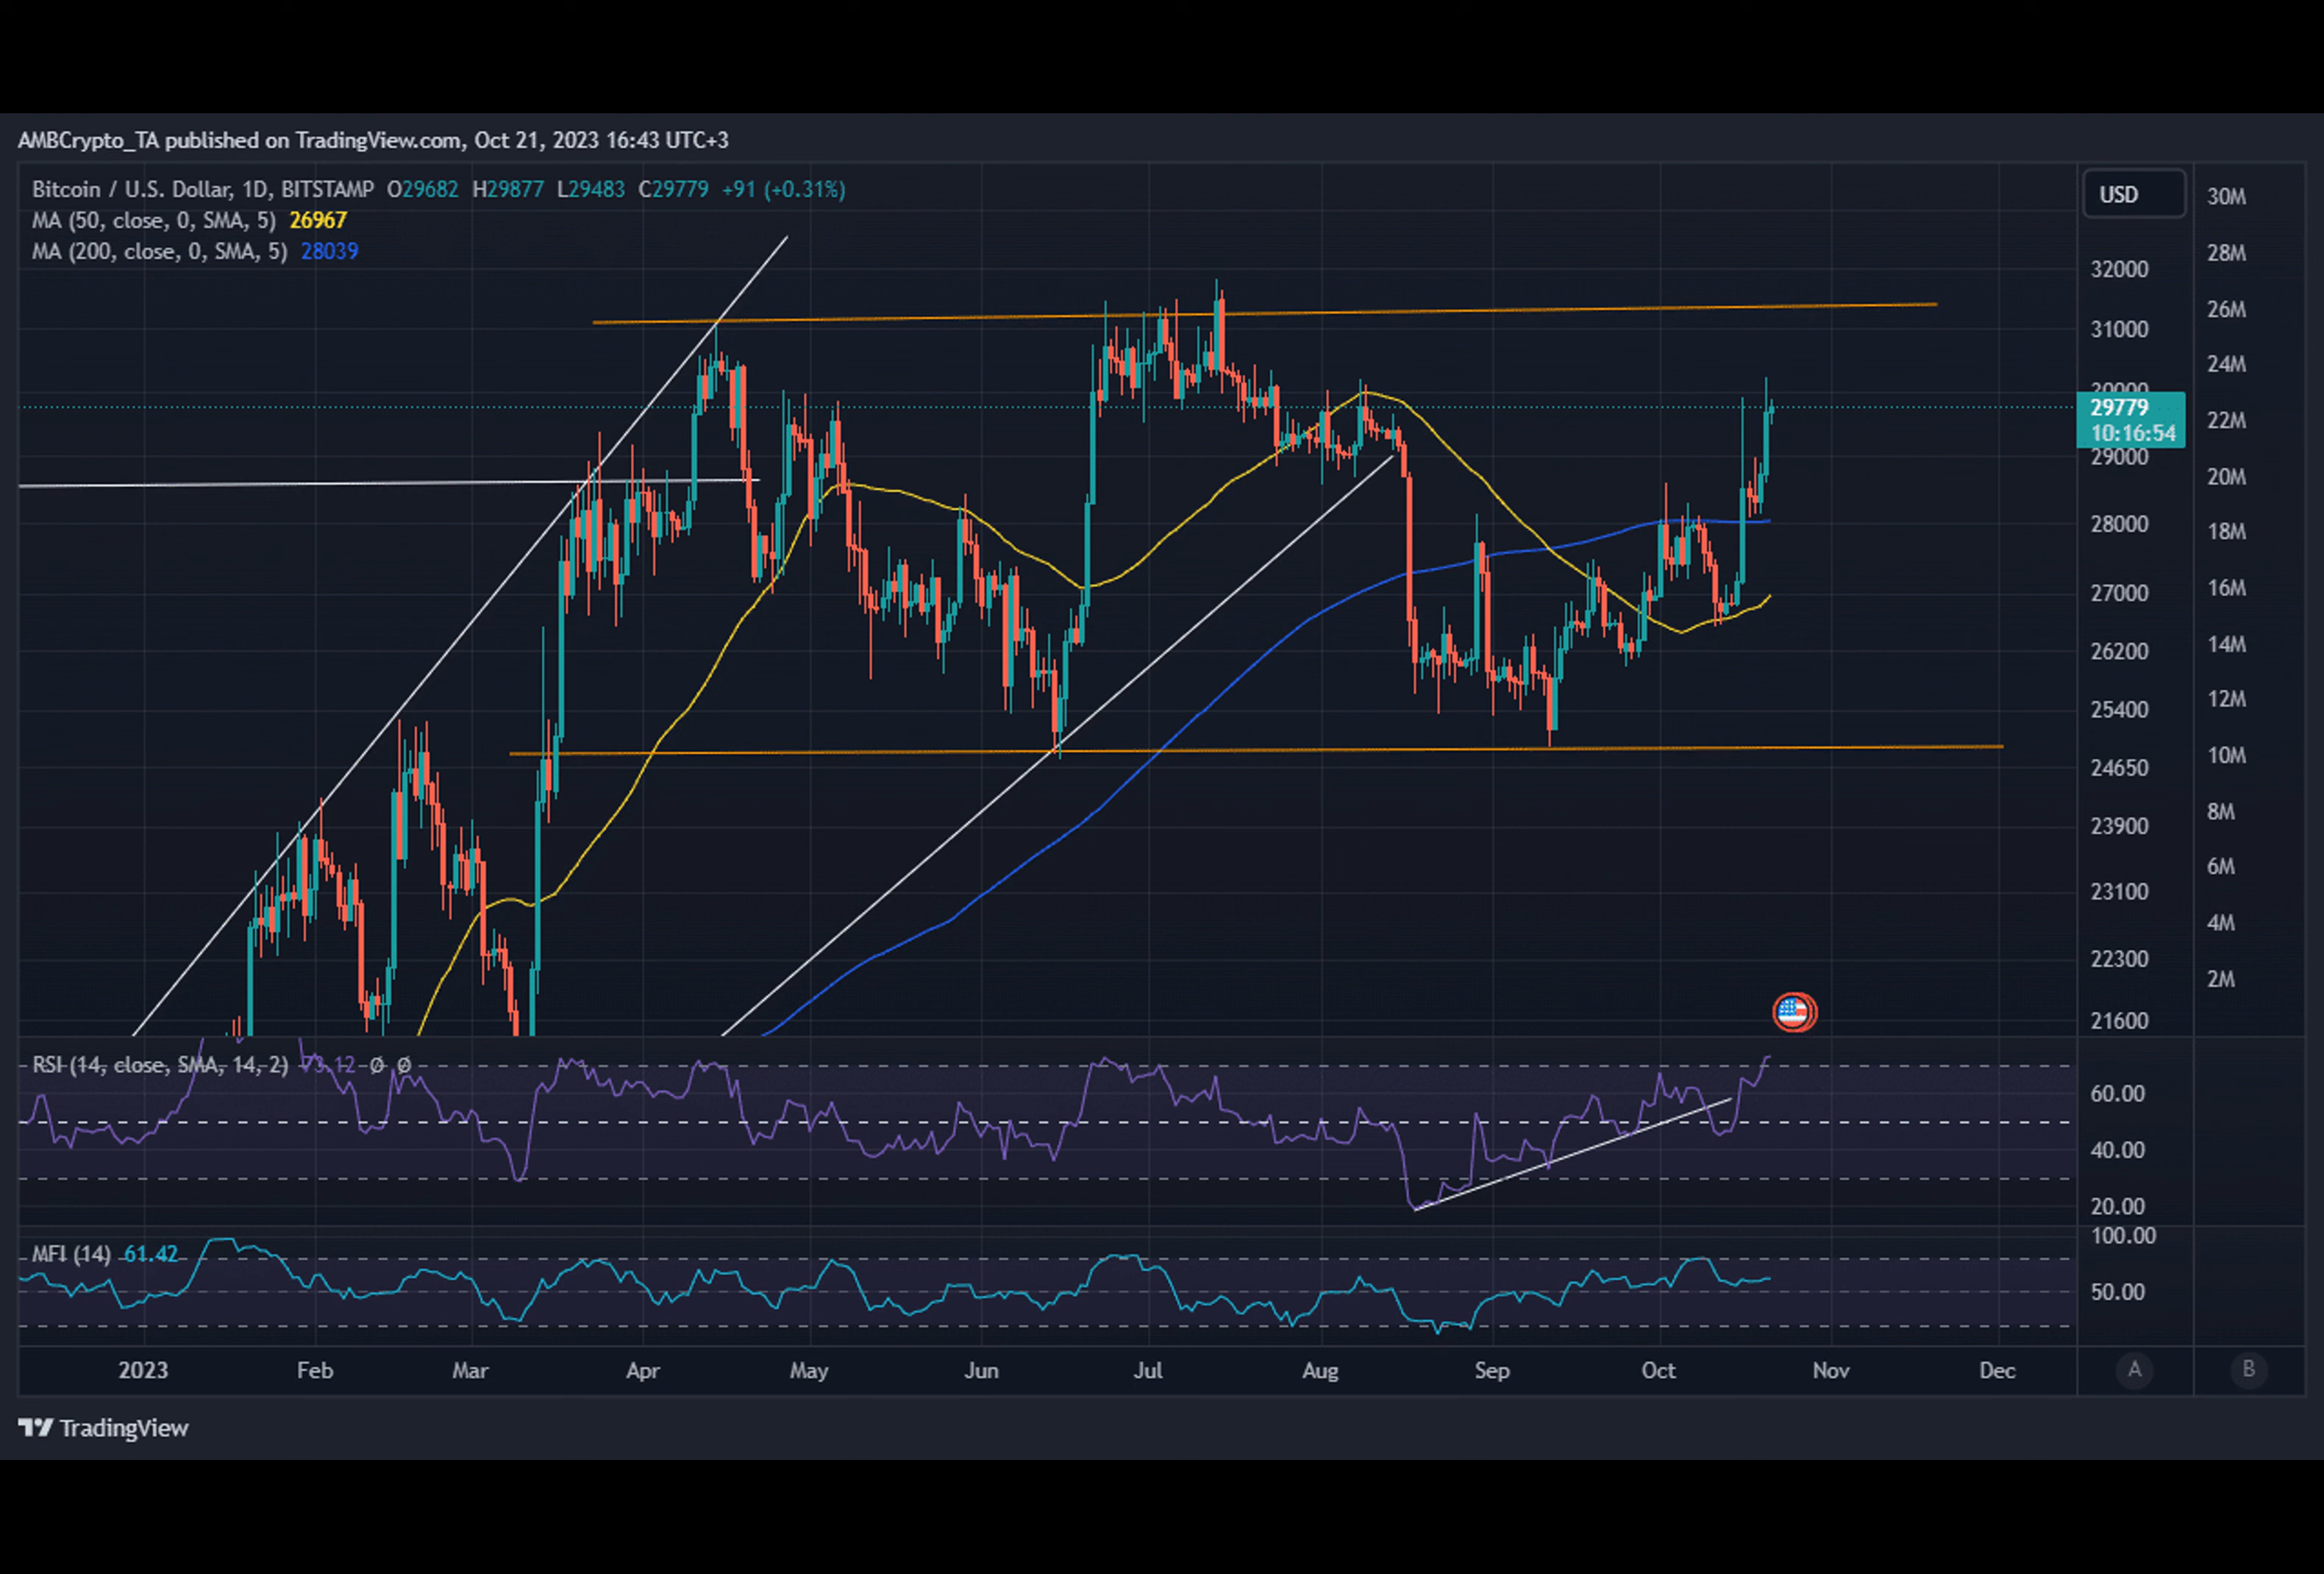 AMBCrypto_TA published on TradingView.com, Oct 21, 2023 16:43 UTC+3
Bitcoin / U.S. Dollar, 1D, BITSTAMP O29682 H29877 L29483 C29779 +91 (+0.31%)
MA (50, close, 0, SMA, 5) 26967
MA (200, close, 0, SMA, 5) 28039
USD
32000
31000
30000
29779
10:16:54
29000
28000
27000
26200
25400
24650
23900
23100
22300
21600
30M
28M
26M
24M
22M
20M
18M
16M
14M
12M
10M
8M
6M
4M
2M
RSI (14, close, SMA, 14, 2) 73.12 Ø Ø
60.00
40.00
20.00
MFI (14) 61.42
100.00
50.00
2023 Feb Mar Apr May Jun Jul Aug Sep Oct Nov Dec A B
TradingView